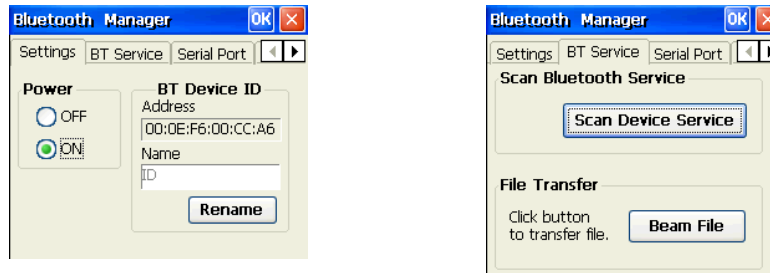 Bluetooth Manager OK
Settings BT Service Serial Port
Power
OFF
ON
BT Device ID
Address
00:0E:F6:00:CC:A6
Name
ID
Rename
Bluetooth Manager OK
Settings BT Service Serial Port
Scan Bluetooth Service
Scan Device Service
File Transfer
Click button
to transfer file.
Beam File